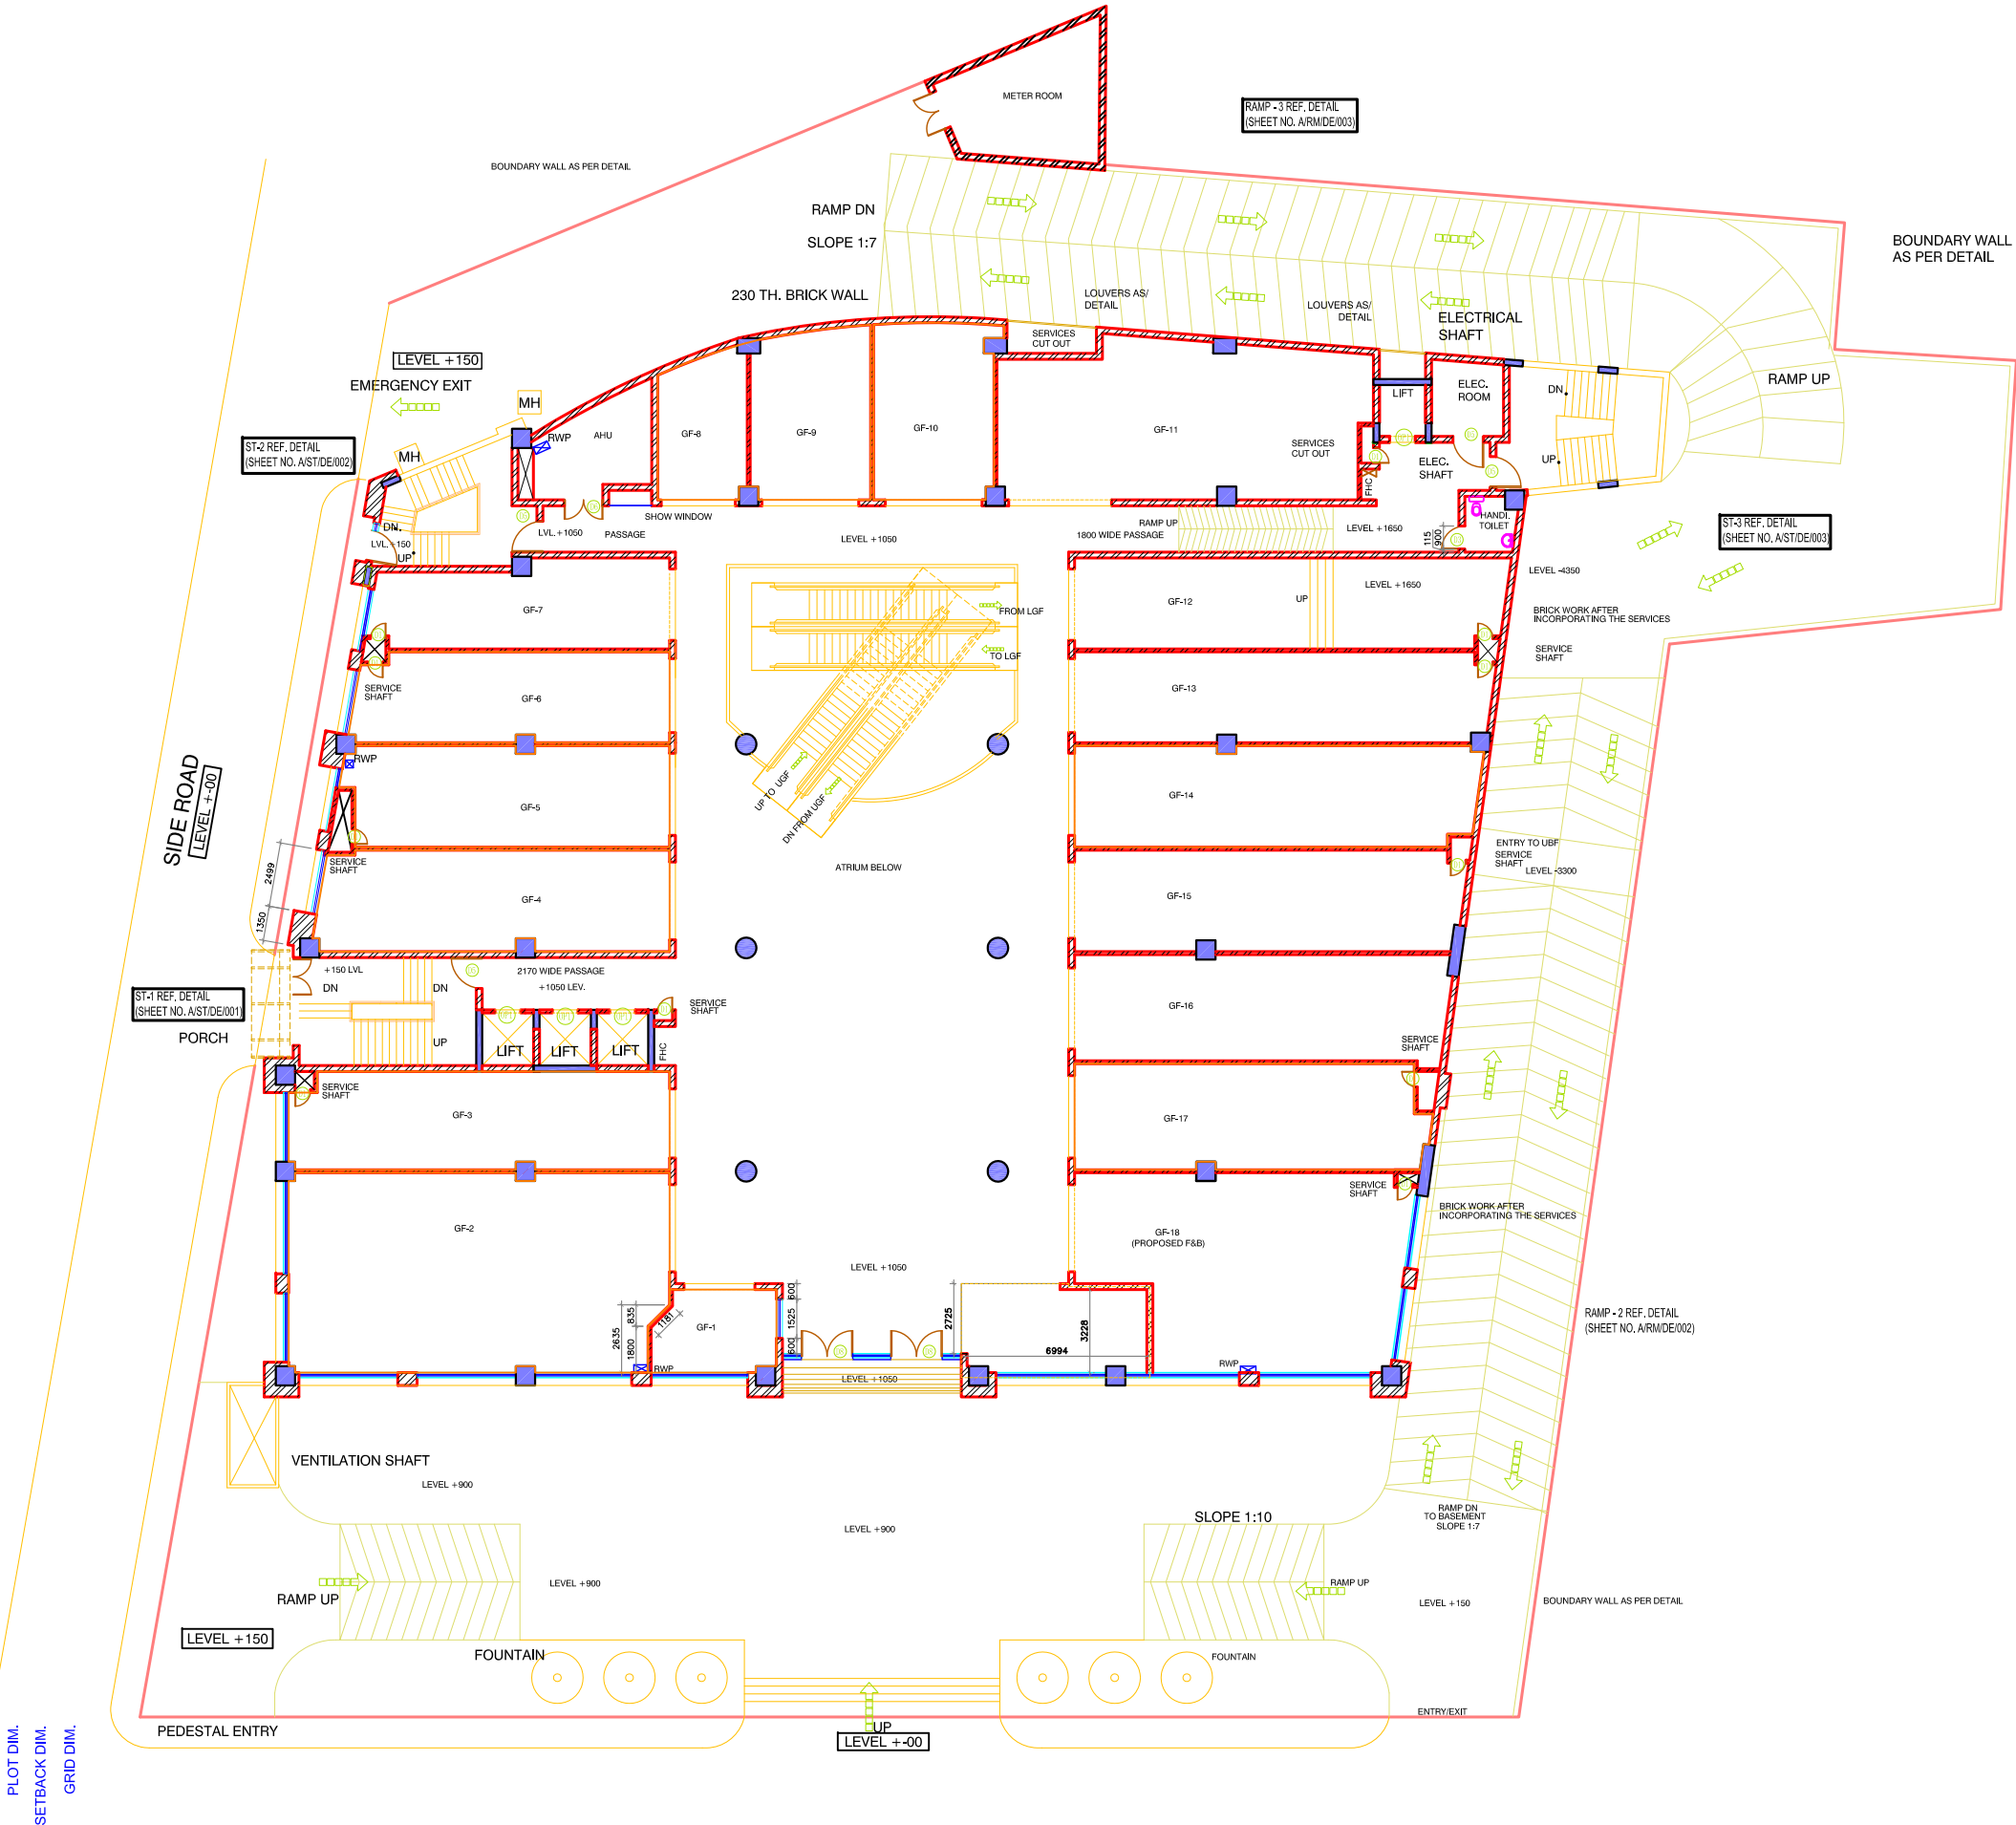 METER ROOM
RAMP - 3 REF. DETAIL
(SHEET NO. A/RM/DE/003)
BOUNDARY WALL AS PER DETAIL
RAMP DN
SLOPE 1:7
BOUNDARY WALL
AS PER DETAIL
230 TH. BRICK WALL
LOUVERS AS/
DETAIL
LOUVERS AS/
DETAIL
ELECTRICAL
SHAFT
SERVICES
CUT OUT
LEVEL +150
EMERGENCY EXIT
RAMP UP
MH
LIFT
ELEC.
ROOM
DN.
ST-2 REF. DETAIL
(SHEET NO. A/ST/DE/002)
MH
RWP
AHU
GF-8
GF-9
GF-10
GF-11
SERVICES
CUT OUT
ELEC.
SHAFT
UP.
FHC
SHOW WINDOW
DN.
LVL. +150
UP
LVL. +1050
PASSAGE
LEVEL +1050
RAMP UP
1800 WIDE PASSAGE
LEVEL +1650
115
900
HANDI.
TOILET
ST-3 REF. DETAIL
(SHEET NO. A/ST/DE/003)
LEVEL -4350
GF-7
FROM LGF
TO LGF
GF-12
UP
LEVEL +1650
BRICK WORK AFTER
INCORPORATING THE SERVICES
SERVICE
SHAFT
SERVICE
SHAFT
GF-6
GF-13
SIDE ROAD
LEVEL +-00
RWP
UP TO UGF
DN FROM UGF
GF-5
GF-14
2499
1350
SERVICE
SHAFT
ATRIUM BELOW
ENTRY TO UBF
SERVICE
SHAFT
LEVEL -3300
GF-4
GF-15
+150 LVL
DN
DN
2170 WIDE PASSAGE
+1050 LEV.
ST-1 REF. DETAIL
(SHEET NO. A/ST/DE/001)
PORCH
UP
LIFT
LIFT
LIFT
FHC
SERVICE
SHAFT
GF-16
SERVICE
SHAFT
SERVICE
SHAFT
GF-3
GF-17
SERVICE
SHAFT
BRICK WORK AFTER
INCORPORATING THE SERVICES
GF-2
GF-18
(PROPOSED F&B)
LEVEL +1050
2635
835
1800
1181
GF-1
600
1525
600
2725
3228
6994
RWP
RWP
LEVEL +1050
RAMP - 2 REF. DETAIL
(SHEET NO. A/RM/DE/002)
VENTILATION SHAFT
LEVEL +900
LEVEL +900
SLOPE 1:10
RAMP DN
TO BASEMENT
SLOPE 1:7
RAMP UP
LEVEL +900
RAMP UP
LEVEL +150
BOUNDARY WALL AS PER DETAIL
LEVEL +150
FOUNTAIN
FOUNTAIN
ENTRY/EXIT
PEDESTAL ENTRY
UP
LEVEL +-00
PLOT DIM.
SETBACK DIM.
GRID DIM.